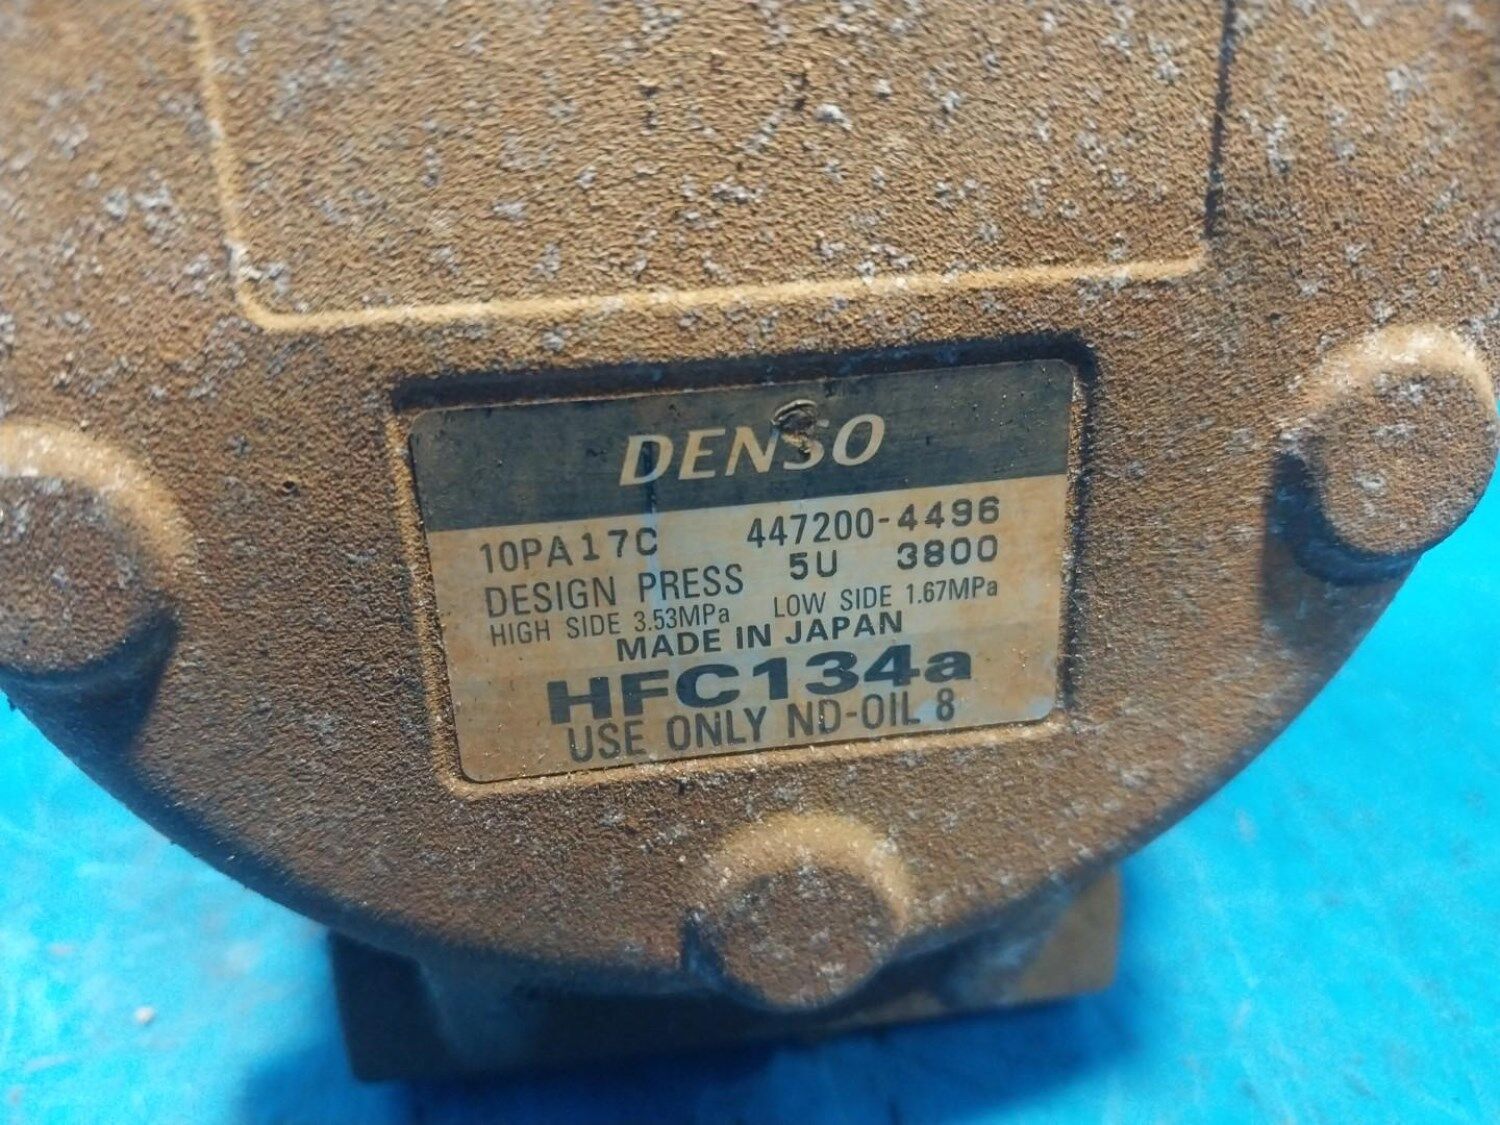 DENSO
10PA17C 447200-4496
DESIGN PRESS 5U 3800
HIGH SIDE 3.53MPa LOW SIDE 1.67MPa
MADE IN JAPAN
HFC134a
USE ONLY ND-OIL 8